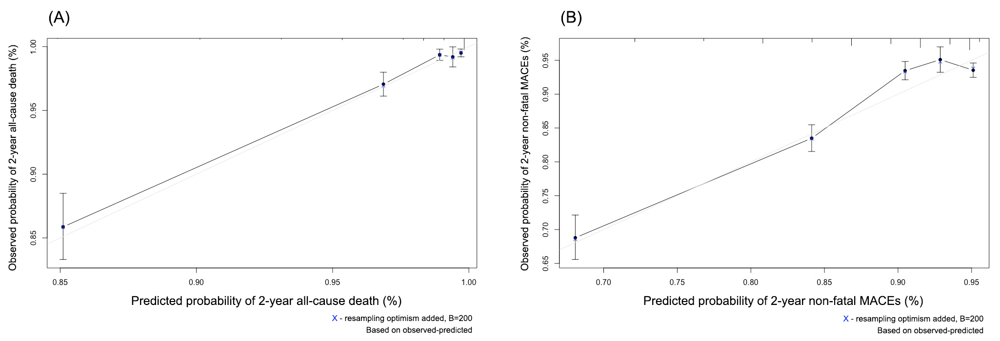 (A)
Observed probability of 2-year all-cause death (%)
1.00
0.95
0.90
0.85
0.85 0.90 0.95 1.00
Predicted probability of 2-year all-cause death (%)
X - resampling optimism added, B=200
Based on observed-predicted
(B)
Observed probability of 2-year non-fatal MACEs (%)
0.95
0.90
0.85
0.80
0.75
0.70
0.65
0.70 0.75 0.80 0.85 0.90 0.95
Predicted probability of 2-year non-fatal MACEs (%)
X - resampling optimism added, B=200
Based on observed-predicted